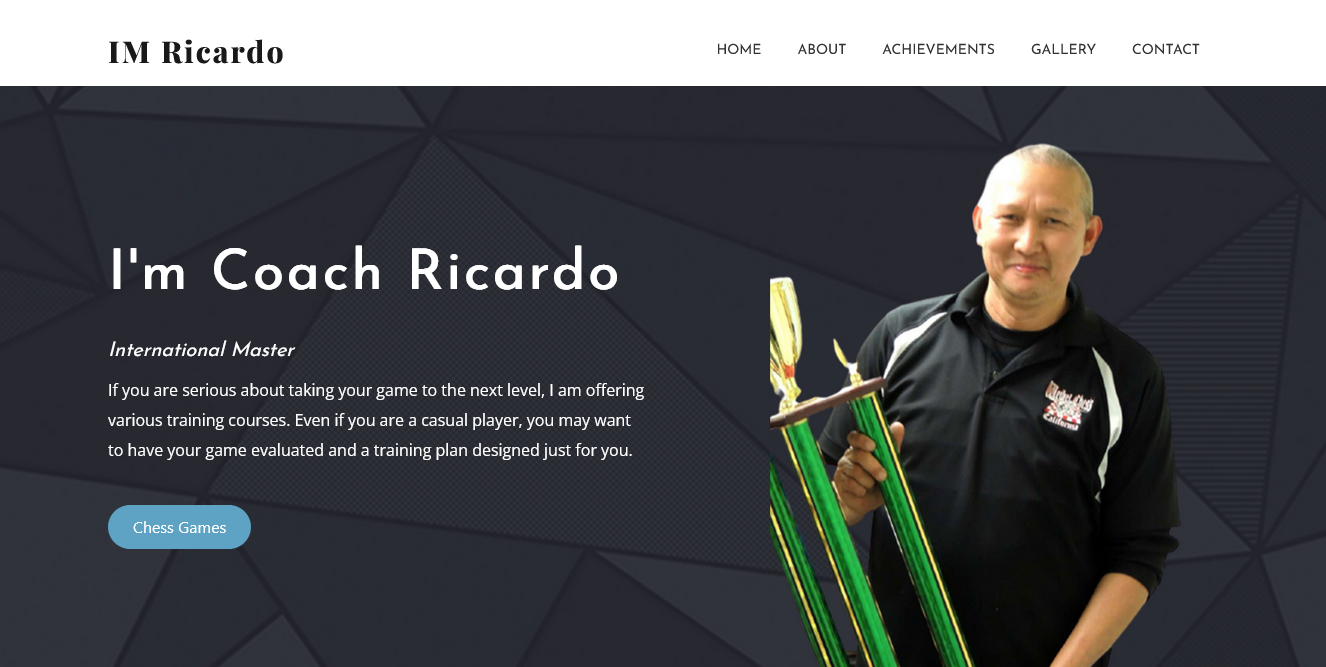 IM Ricardo
HOME ABOUT ACHIEVEMENTS GALLERY CONTACT
I'm Coach Ricardo
International Master
If you are serious about taking your game to the next level, I am offering
various training courses. Even if you are a casual player, you may want
to have your game evaluated and a training plan designed just for you.
Chess Games
California